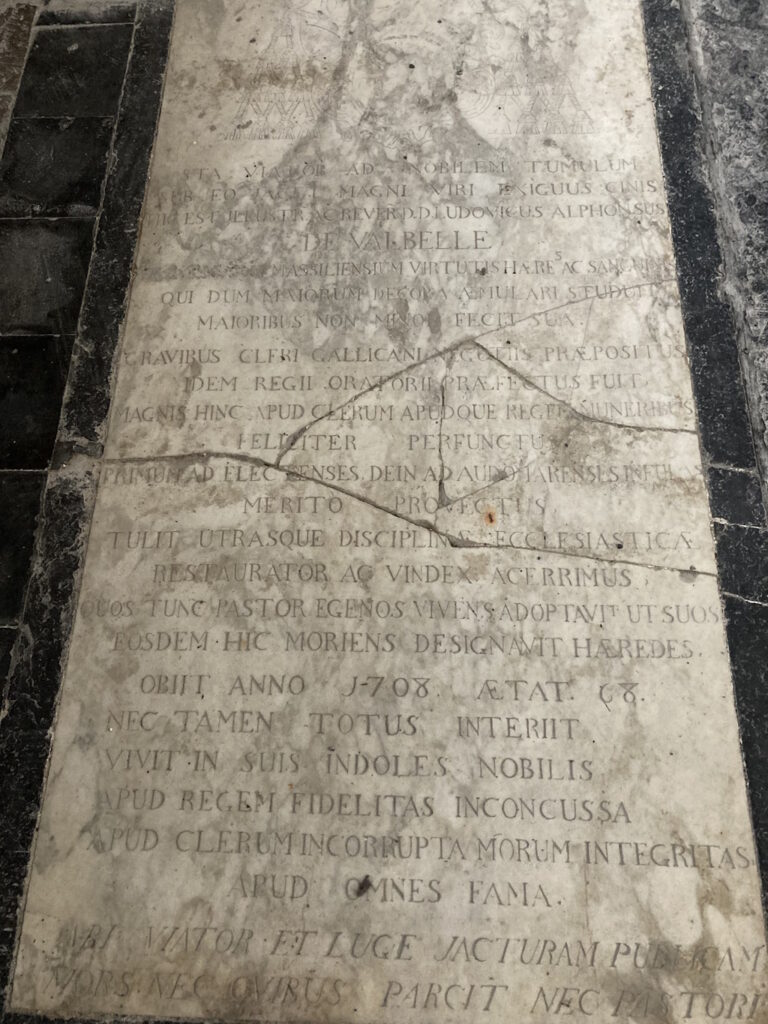 STA VIATOR AD NOBILEM TUMULUM
SUB EO IACET MAGNI VIRI EXIGUUS CINIS
HIC EST ILLUSTR. AC REVER. D.D. LUDOVICUS ALPHONSUS
DE VALBELLE
MASSILIENSIUM VIRTUTIS HÆRES AC SANGUINIS
QUI DUM MAIORUM DECORA ÆMULARI STUDUIT
MAIORIBUS NON MINOR FECIT SUA.
GRAVIBUS CLERI GALLICANI NEGOTIIS PRÆPOSITUS
IDEM REGII ORATORII PRÆFECTUS FUIT
MAGNIS HINC APUD CLERUM APUDQUE REGEM MUNERIBUS
FELICITER PERFUNCTUS
PRIMUM AD ELECTENSES, DEIN AD AUDOMARENSES INFULAS
MERITO PROVECTUS
TULIT UTRASQUE DISCIPLINÆ ECCLESIASTICÆ
RESTAURATOR AC VINDEX ACERRIMUS,
QUOS TUNC PASTOR EGENOS VIVENS ADOPTAVIT UT SUOS
EOSDEM HIC MORIENS DESIGNAVIT HÆREDES.
OBIIT ANNO 1708. ÆTAT. 68.
NEC TAMEN TOTUS INTERIIT
VIVIT IN SUIS INDOLES NOBILIS
APUD REGEM FIDELITAS INCONCUSSA
APUD CLERUM INCORRUPTA MORUM INTEGRITAS
APUD OMNES FAMA.
ABI VIATOR ET LUGE JACTURAM PUBLICAM
MORS NEC OVIBUS PARCIT NEC PASTORI